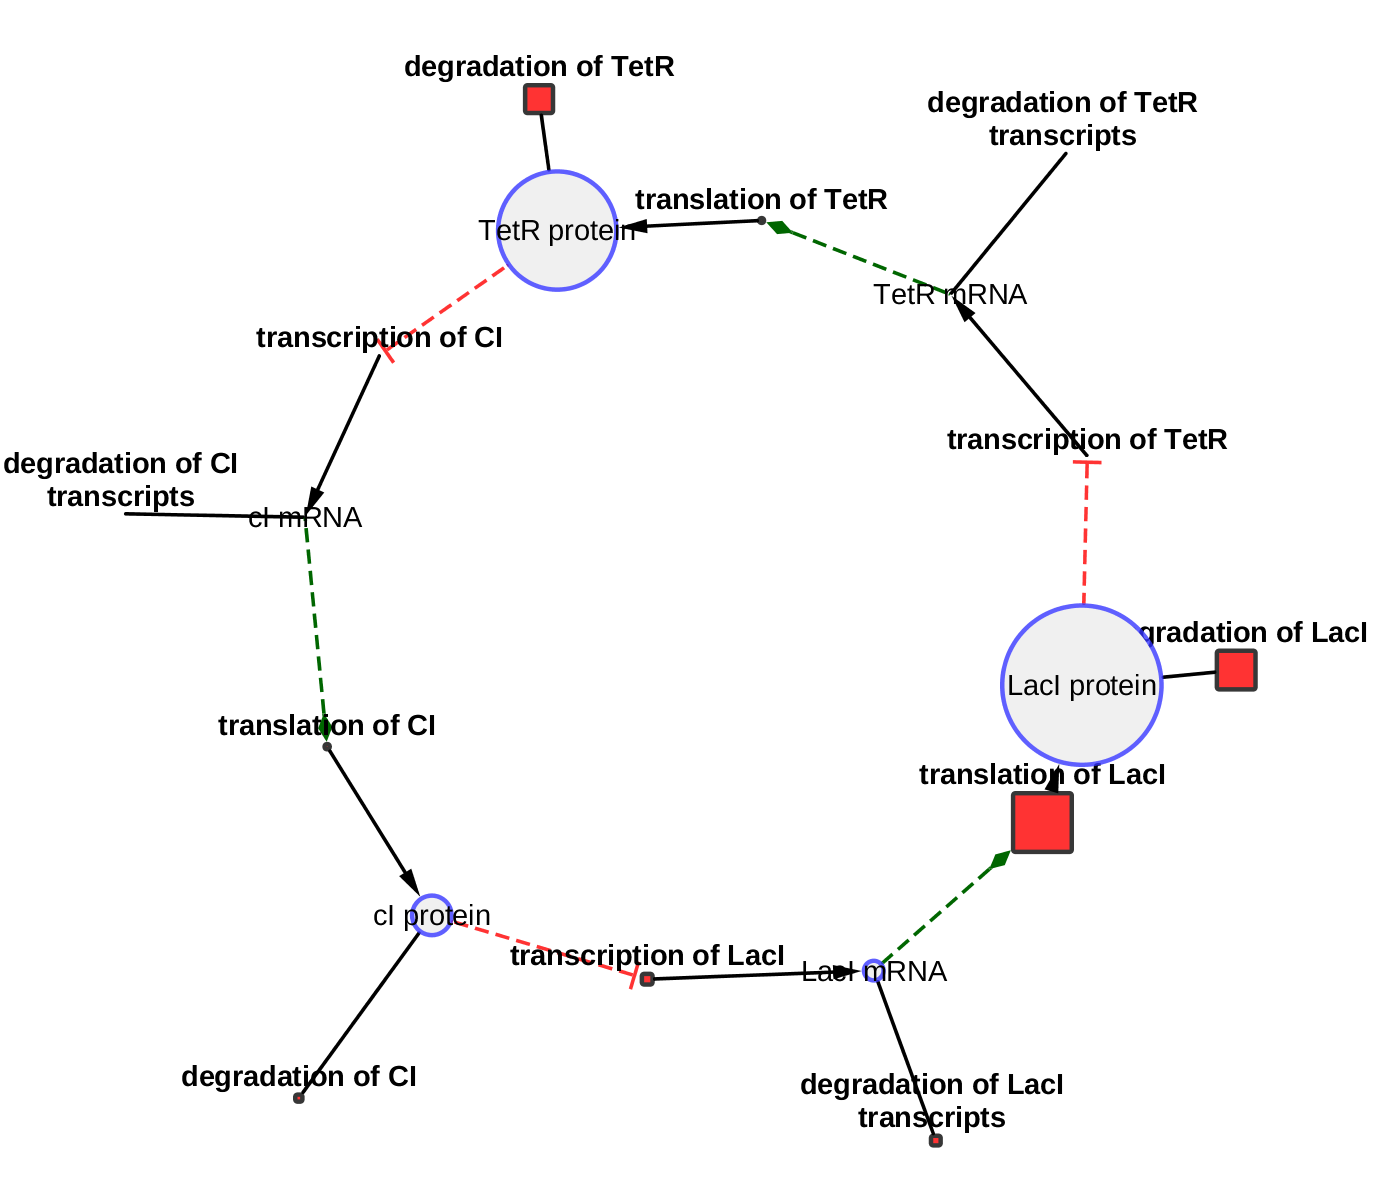 degradation of TetR
degradation of TetR
transcripts
translation of TetR
TetR protein
TetR mRNA
transcription of CI
transcription of TetR
degradation of CI
transcripts
cI mRNA
gradation of LacI
LacI protein
translation of CI
translation of LacI
cI protein
transcription of LacI
LacI mRNA
degradation of CI
degradation of LacI
transcripts